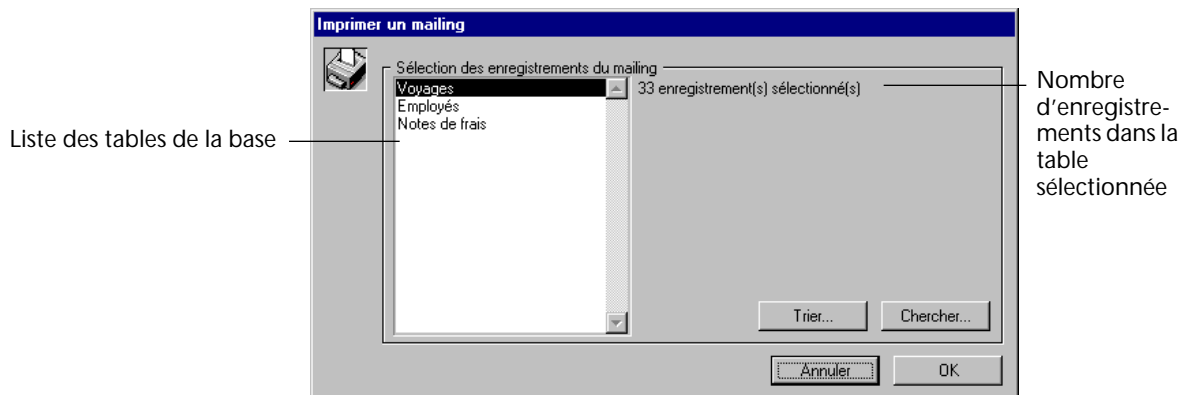 Imprimer un mailing
Sélection des enregistrements du mailing
Voyages
Employés
Notes de frais
33 enregistrement(s) sélectionné(s)
Liste des tables de la base
Nombre
d'enregistre-
ments dans la
table
sélectionnée
Trier...
Chercher...
Annuler
OK